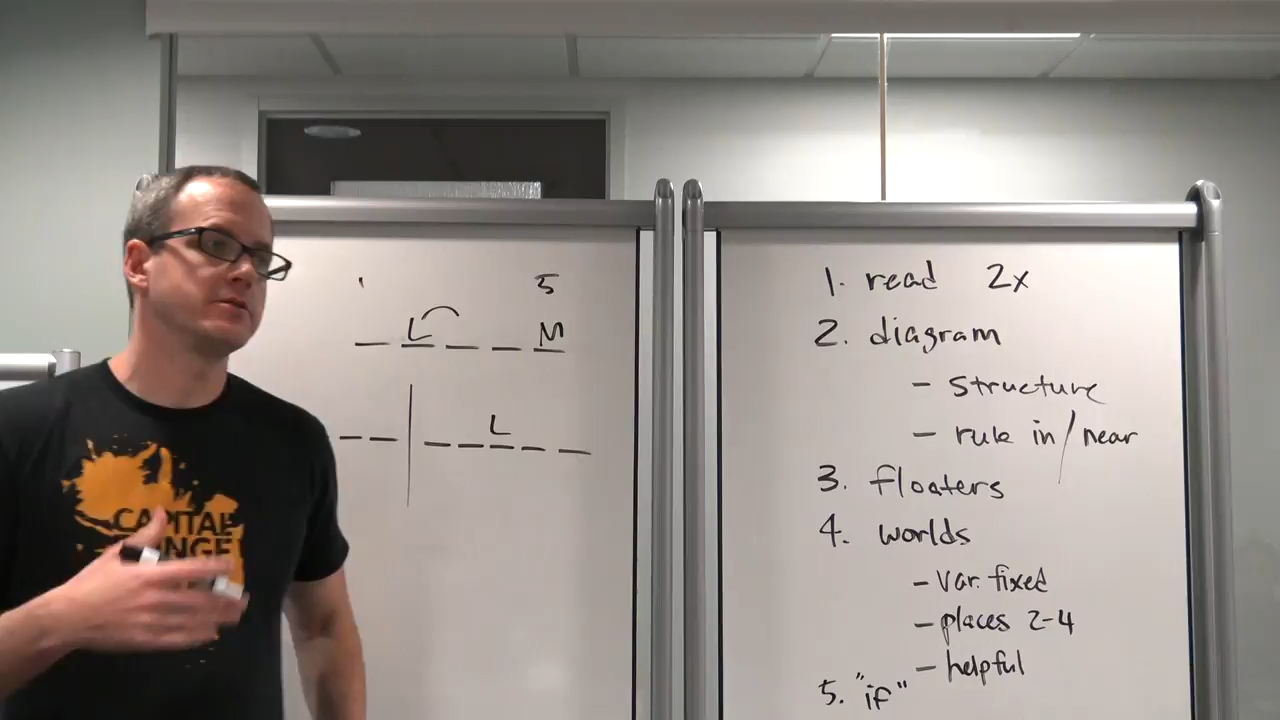 1 5
L M
L
CAPITAL
FRINGE
1. read 2x
2. diagram
- structure
- rule in/near
3. floaters
4. worlds
- var. fixed
- places 2-4
- helpful
5. "if"